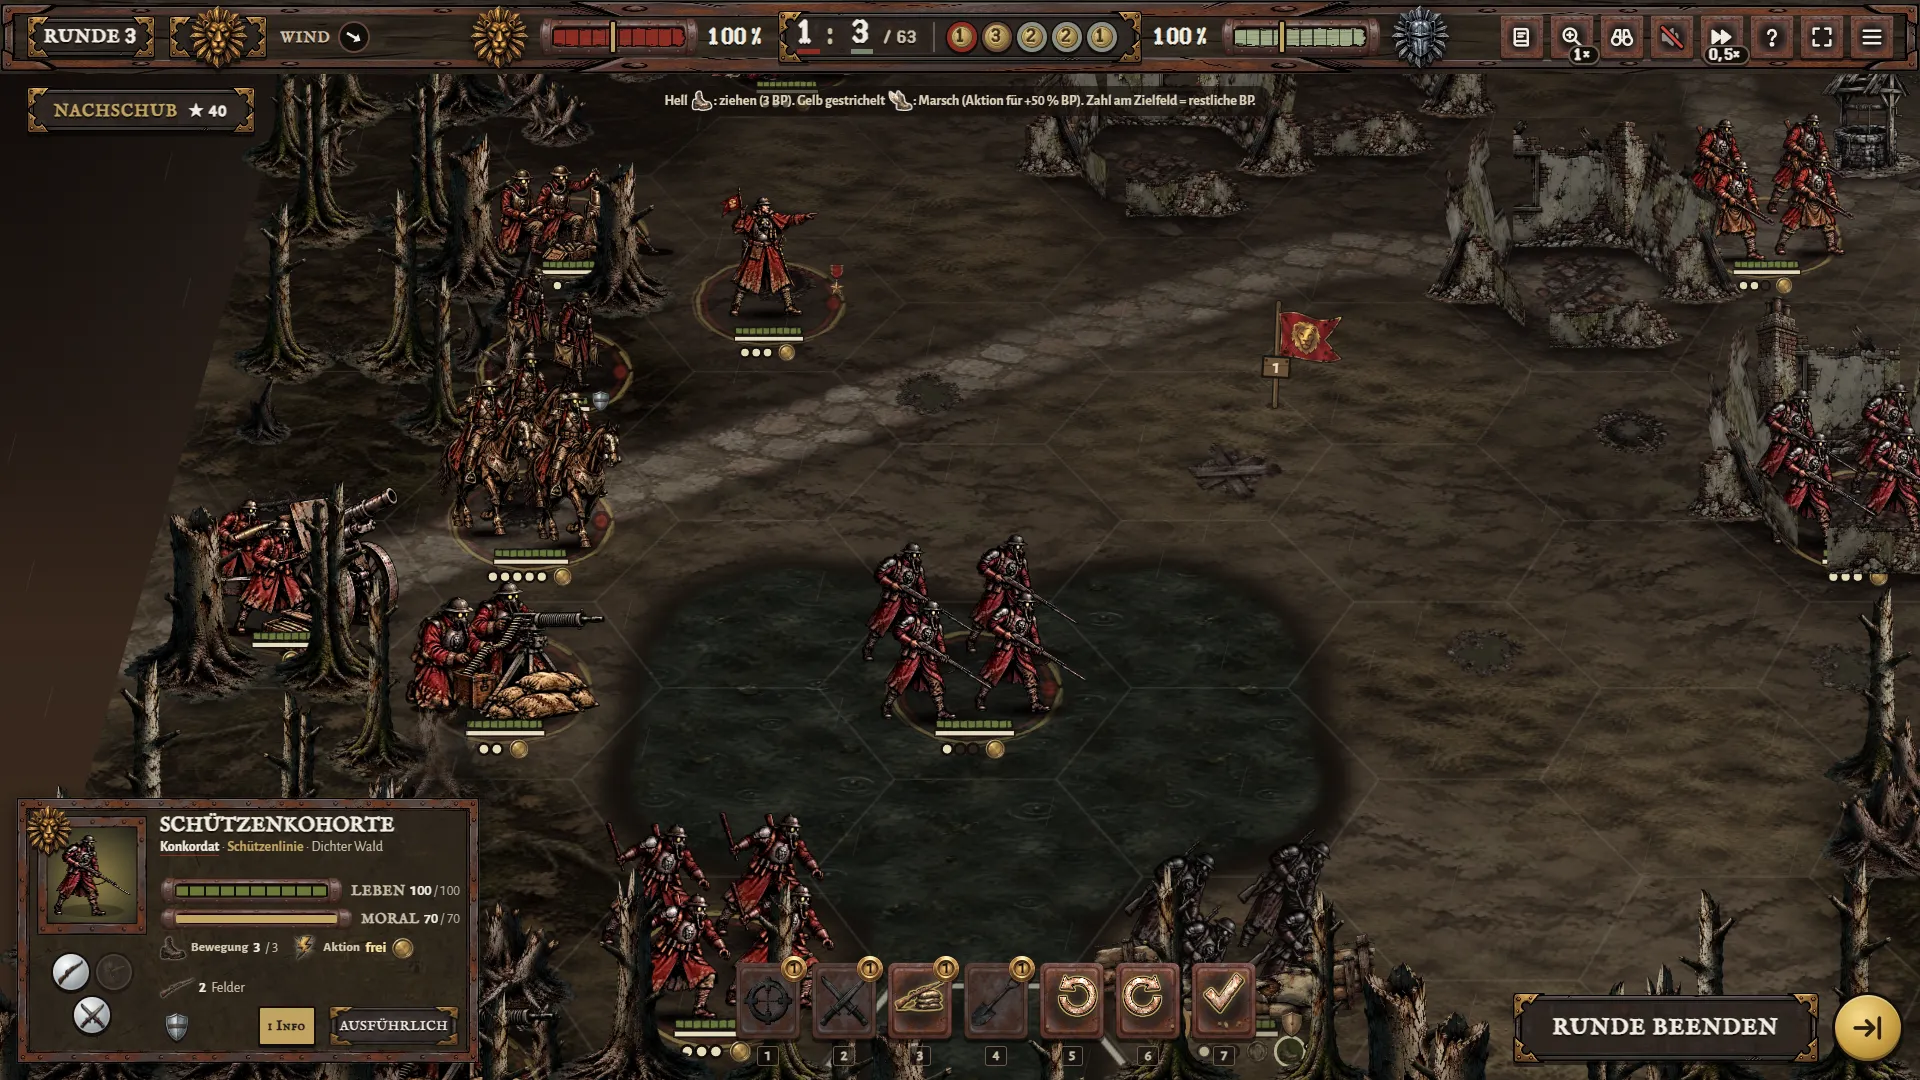 RUNDE 3
WIND
100 %
1 : 3 / 63
1 3 2 2 1
100 %
1×
0,5×
?
NACHSCHUB ★ 40
Hell : ziehen (3 BP). Gelb gestrichelt : Marsch (Aktion für +50 % BP). Zahl am Zielfeld = restliche BP.
1
SCHÜTZENKOHORTE
Konkordat · Schützenlinie · Dichter Wald
LEBEN 100 / 100
MORAL 70 / 70
Bewegung 3 / 3 Aktion frei
2 Felder
1 INFO
AUSFÜHRLICH
1 1 1 1
1 2 3 4 5 6 7
RUNDE BEENDEN